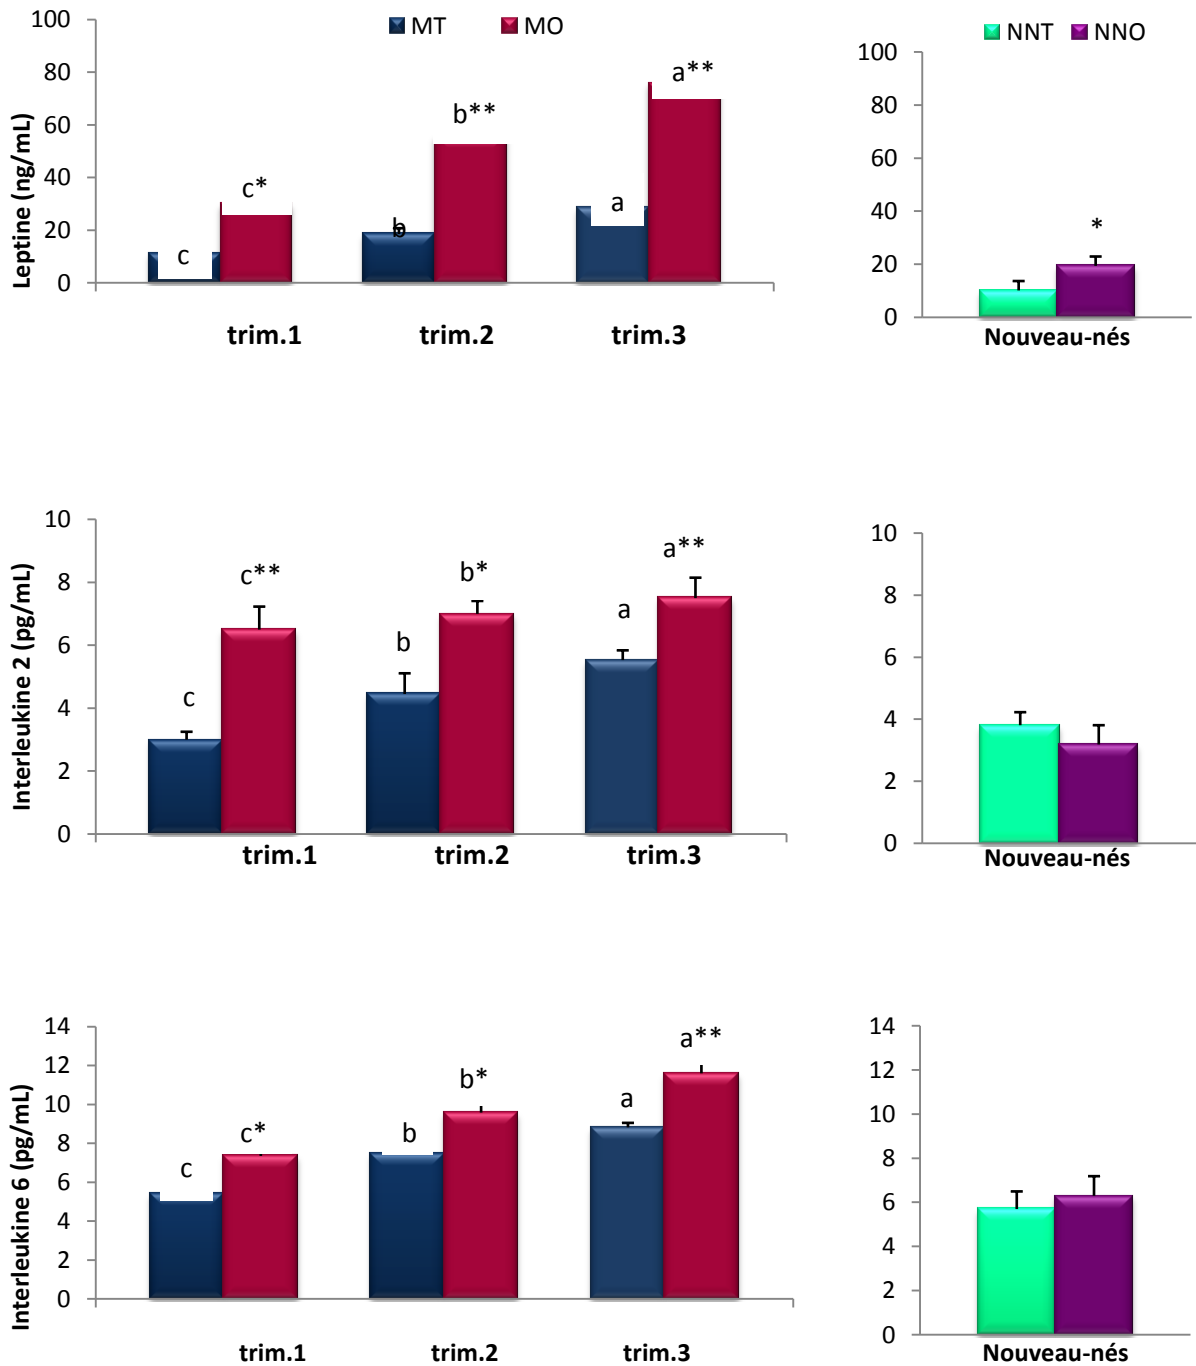 MT MO
Leptine (ng/mL)
100
80
60
40
20
0
c
c*
b
b**
a
a**
trim.1 trim.2 trim.3
NNT NNO
100
80
60
40
20
0
*
Nouveau-nés
Interleukine 2 (pg/mL)
10
8
6
4
2
0
c
c**
b
b*
a
a**
trim.1 trim.2 trim.3
10
8
6
4
2
0
Nouveau-nés
Interleukine 6 (pg/mL)
14
12
10
8
6
4
2
0
c
c*
b
b*
a
a**
trim.1 trim.2 trim.3
14
12
10
8
6
4
2
0
Nouveau-nés